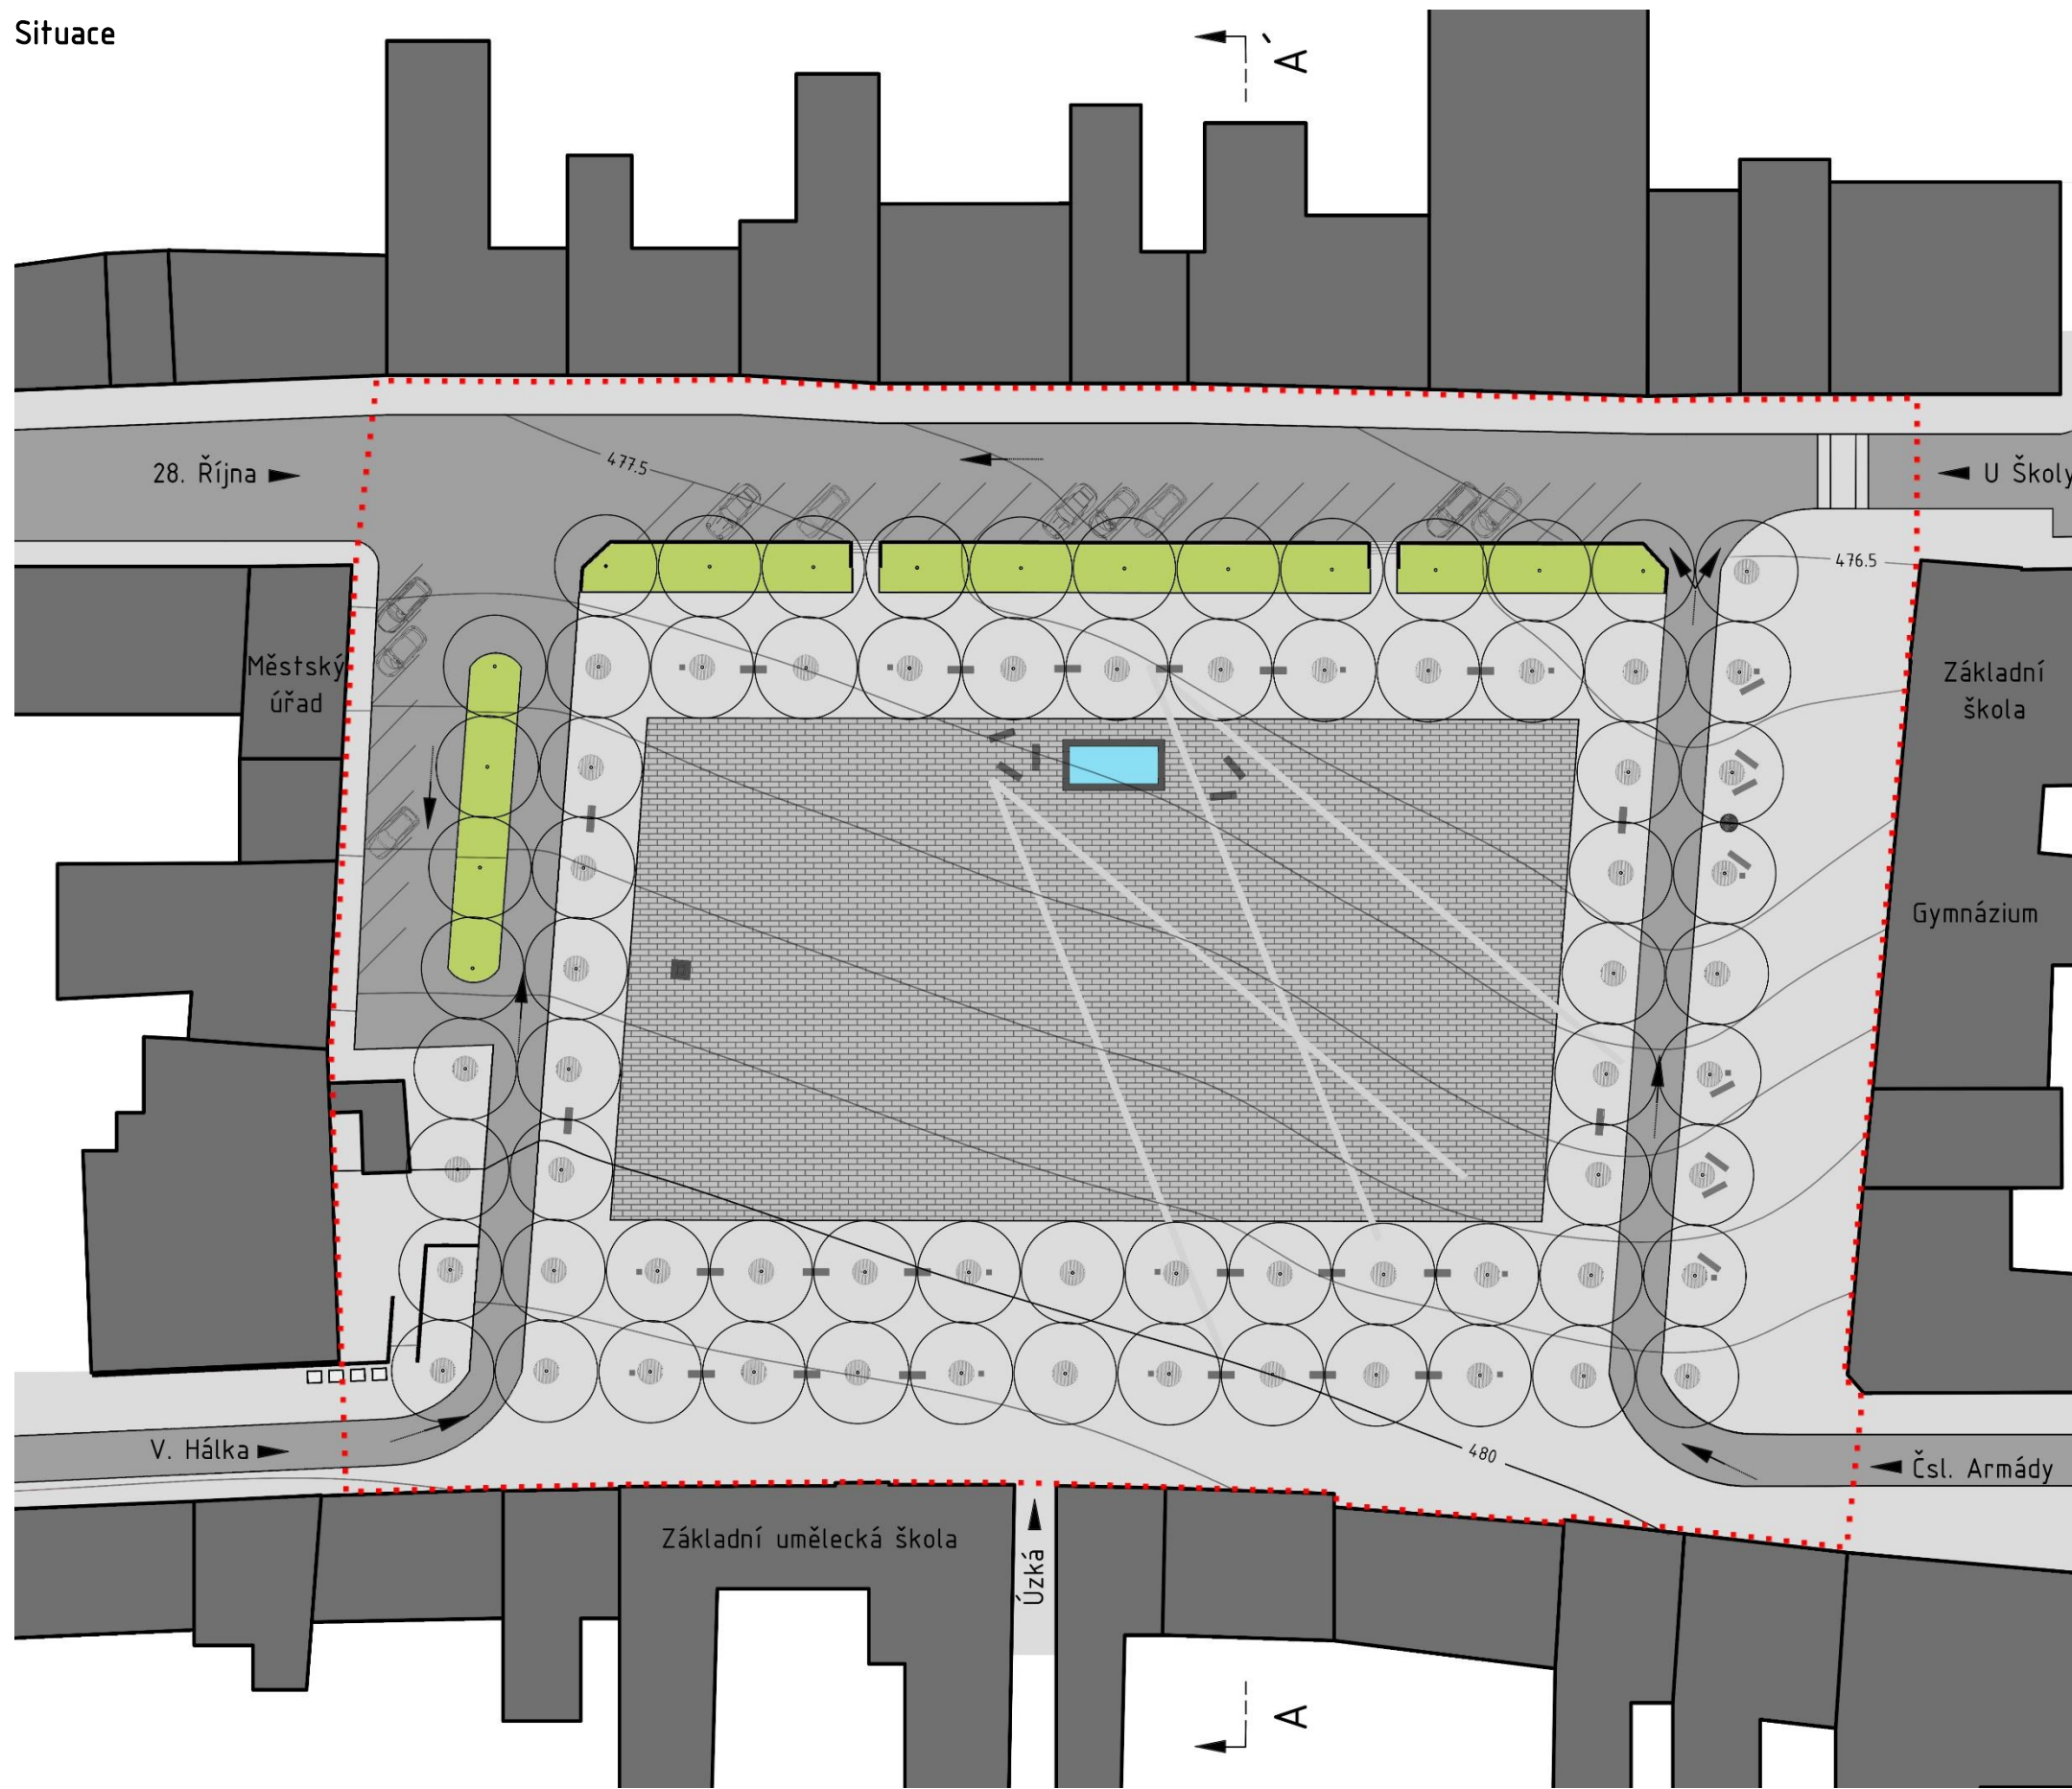 Situace
A'
477.5
28. Října
U Školy
476.5
Městský
úřad
Základní
škola
Gymnázium
480
V. Hálka
Čsl. Armády
Základní umělecká škola
Úzká
A